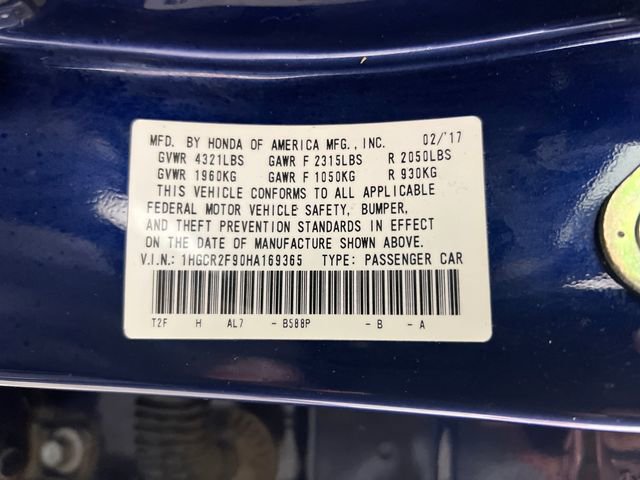 MFD. BY HONDA OF AMERICA MFG., INC. 02/'17
GVWR 4321LBS GAWR F 2315LBS R 2050LBS
GVWR 1960KG GAWR F 1050KG R 930KG
THIS VEHICLE CONFORMS TO ALL APPLICABLE
FEDERAL MOTOR VEHICLE SAFETY, BUMPER,
AND THEFT PREVENTION STANDARDS IN EFFECT
ON THE DATE OF MANUFACTURE SHOWN ABOVE.
V.I.N.: 1HGCR2F90HA169365 TYPE: PASSENGER CAR
T2F H AL7 - B588P - B - A